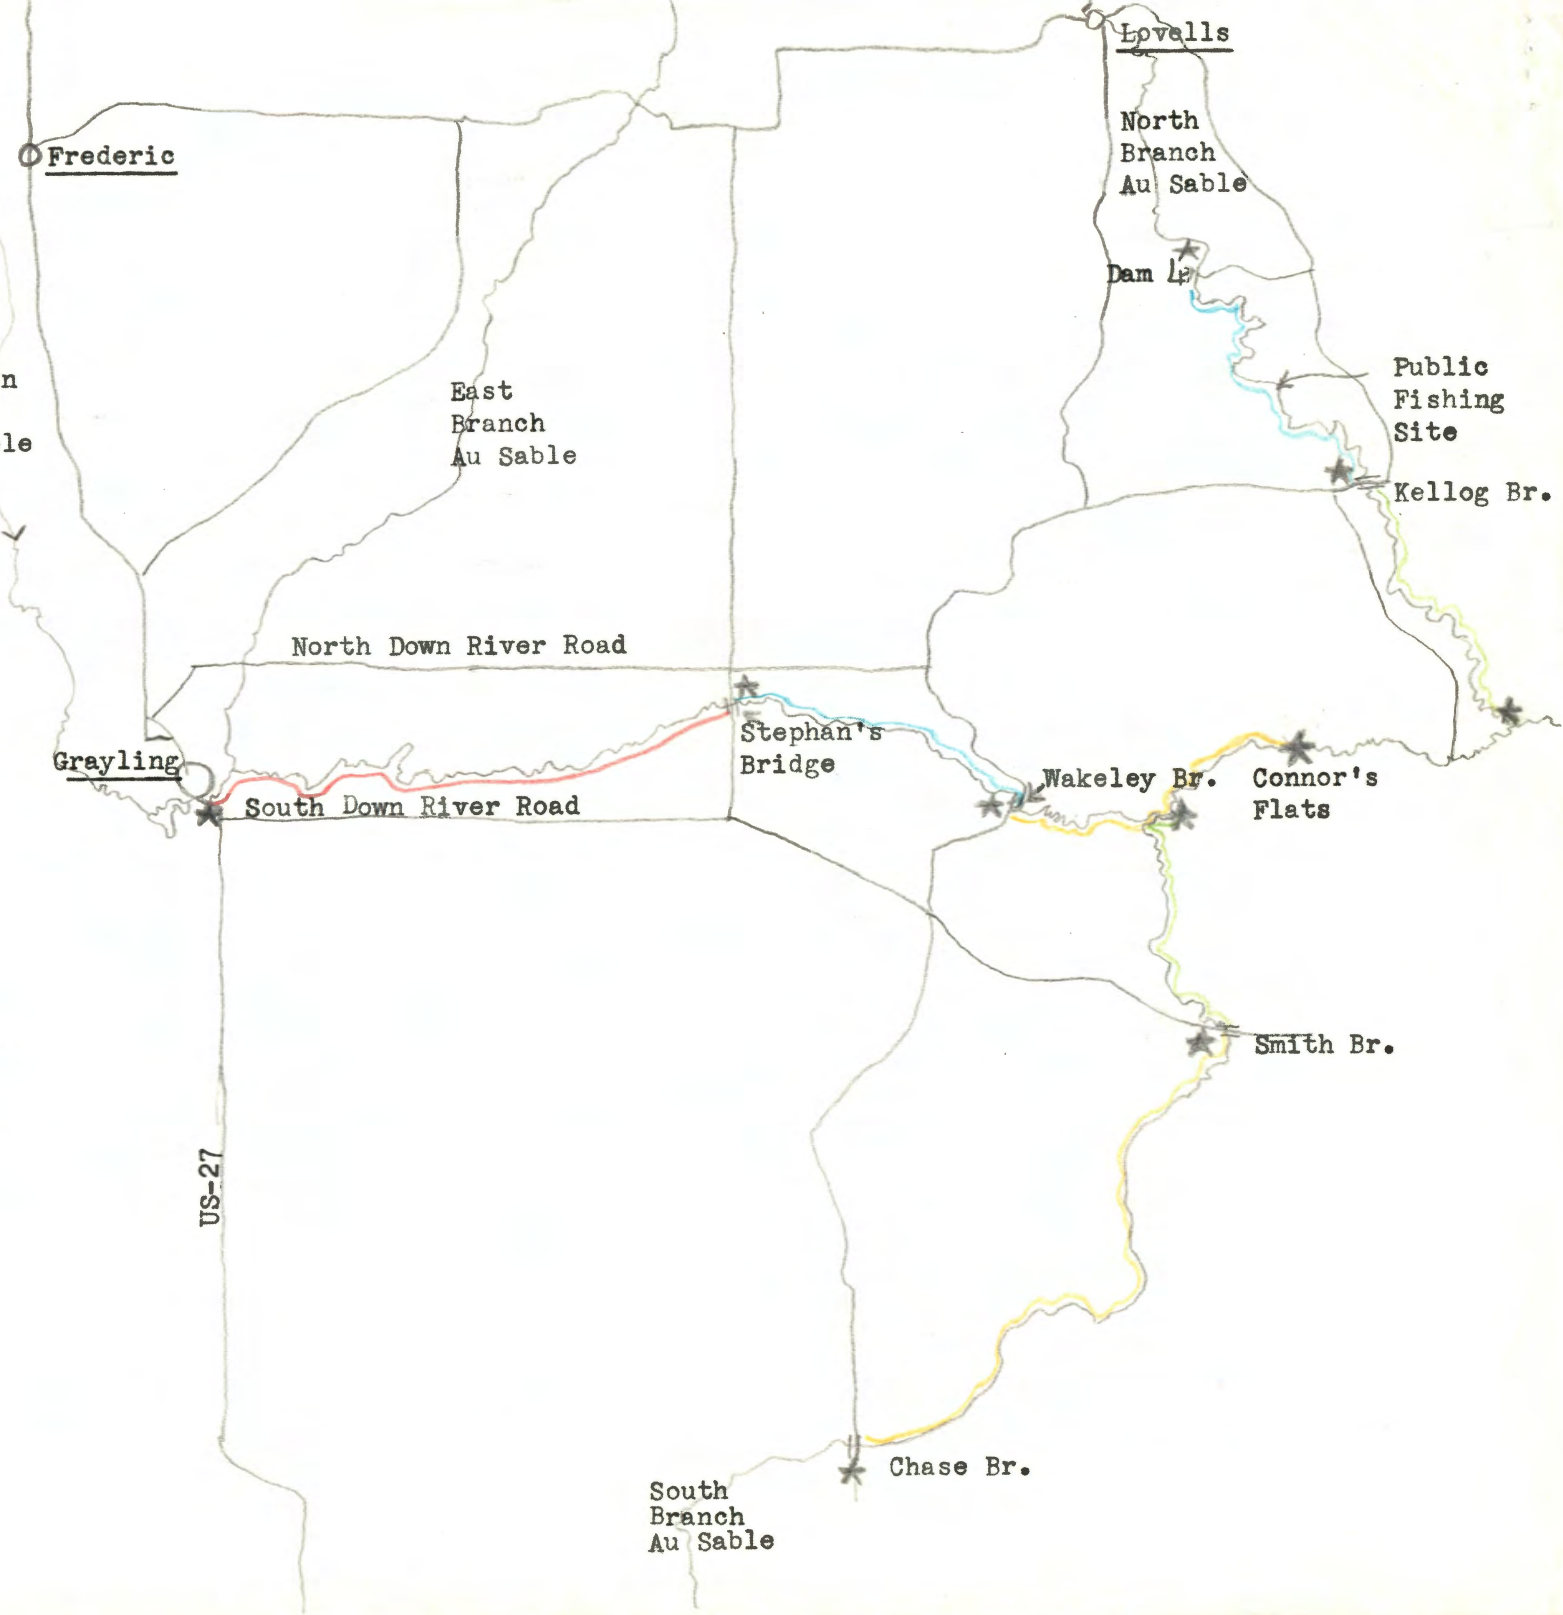 Lovells
North
Branch
Au Sable
Frederic
Dam 4
n
le
East
Branch
Au Sable
Public
Fishing
Site
Kellog Br.
North Down River Road
Stephan's
Bridge
Grayling
South Down River Road
Wakeley Br.
Connor's
Flats
Smith Br.
US-27
Chase Br.
South
Branch
Au Sable